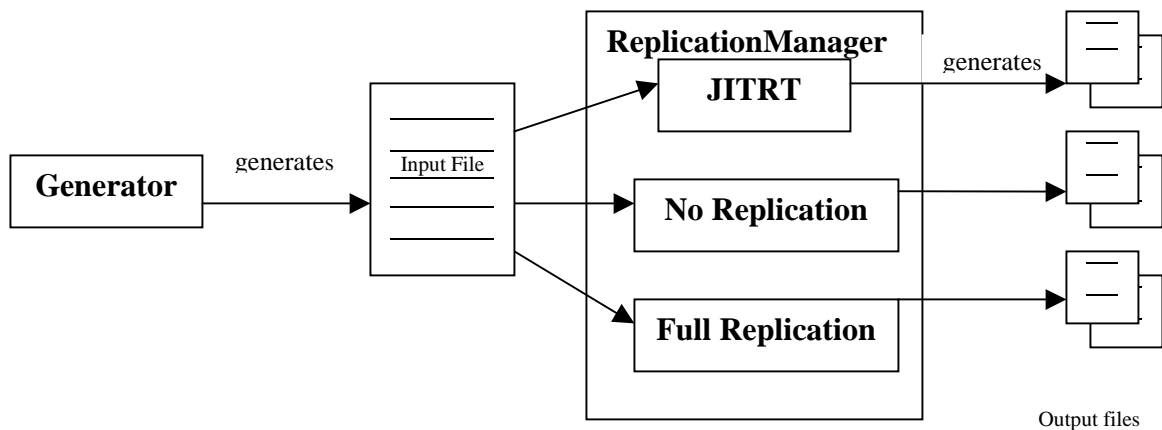 ReplicationManager
generates
JITRT
generates
Input File
Generator
No Replication
Full Replication
Output files